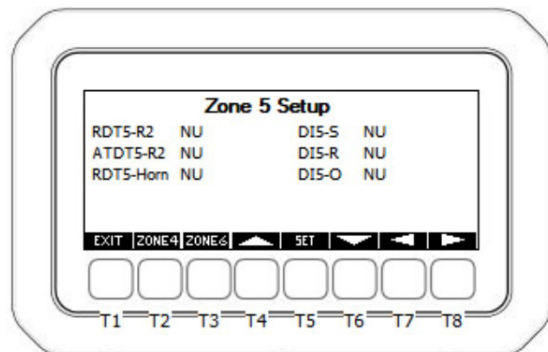 Zone 5 Setup
RDT5-R2 NU DI5-S NU
ATDT5-R2 NU DI5-R NU
RDT5-Horn NU DI5-O NU
EXIT ZONE4 ZONE6 SET
T1 T2 T3 T4 T5 T6 T7 T8